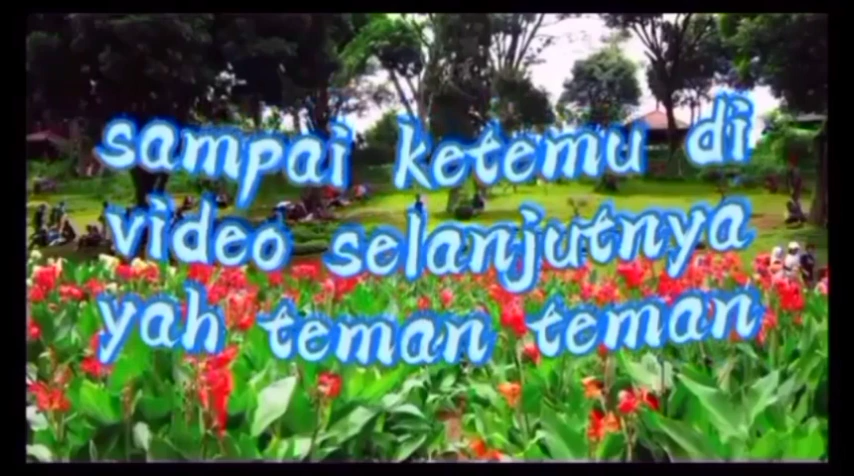 sampai ketemu di
video selanjutnya
yah teman teman